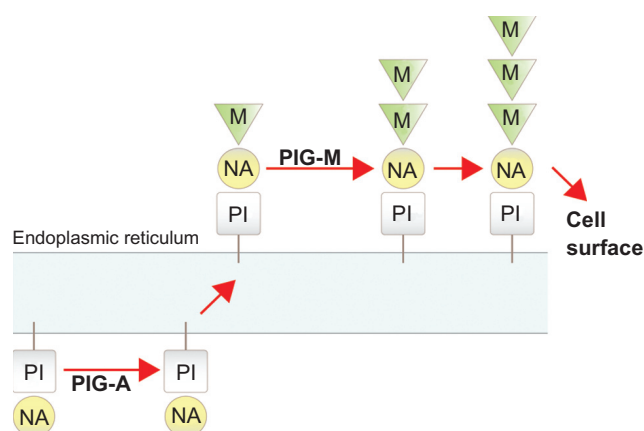 M
M M
M M M
NA PIG-M NA NA
PI PI PI
Cell
surface
Endoplasmic reticulum
PI PI
PIG-A
NA NA